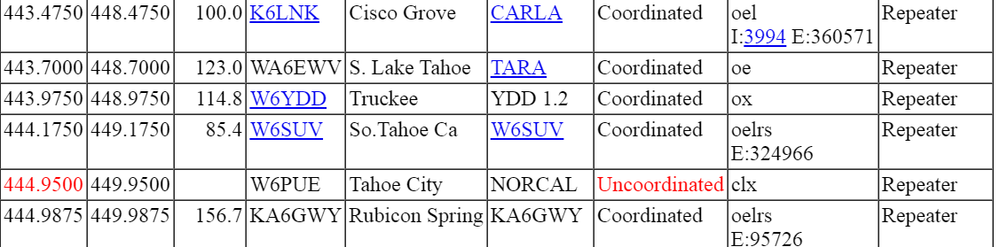 443.4750 448.4750 100.0 K6LNK Cisco Grove CARLA Coordinated oel Repeater
I:3994 E:360571
443.7000 448.7000 123.0 WA6EWV S. Lake Tahoe TARA Coordinated oe Repeater
443.9750 448.9750 114.8 W6YDD Truckee YDD 1.2 Coordinated ox Repeater
444.1750 449.1750 85.4 W6SUV So.Tahoe Ca W6SUV Coordinated oelrs Repeater
E:324966
444.9500 449.9500 W6PUE Tahoe City NORCAL Uncoordinated clx Repeater
444.9875 449.9875 156.7 KA6GWY Rubicon Spring KA6GWY Coordinated oelrs Repeater
E:95726